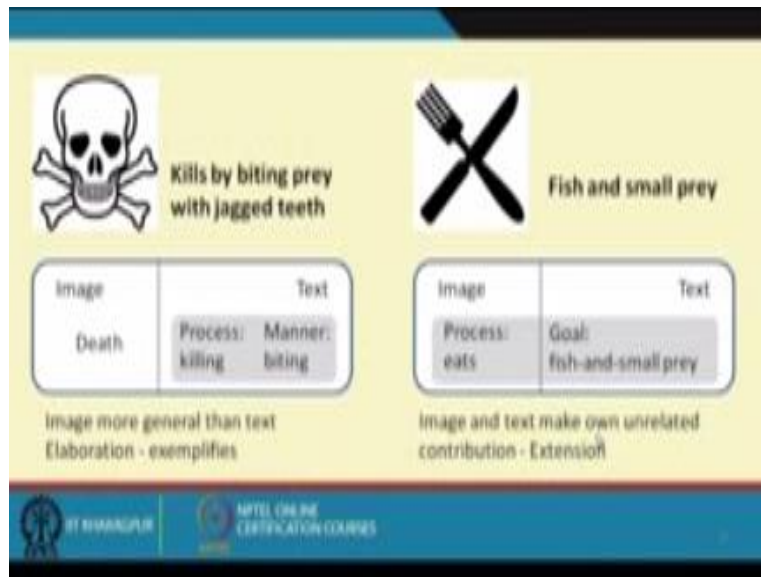 Kills by biting prey
with jagged teeth
Image Text
Death
Process: Manner:
killing biting
Image more general than text
Elaboration - exemplifies
Fish and small prey
Image Text
Process: Goal:
eats fish-and-small prey
Image and text make own unrelated
contribution - Extension
IIT KHARAGPUR
NPTEL ONLINE
CERTIFICATION COURSES